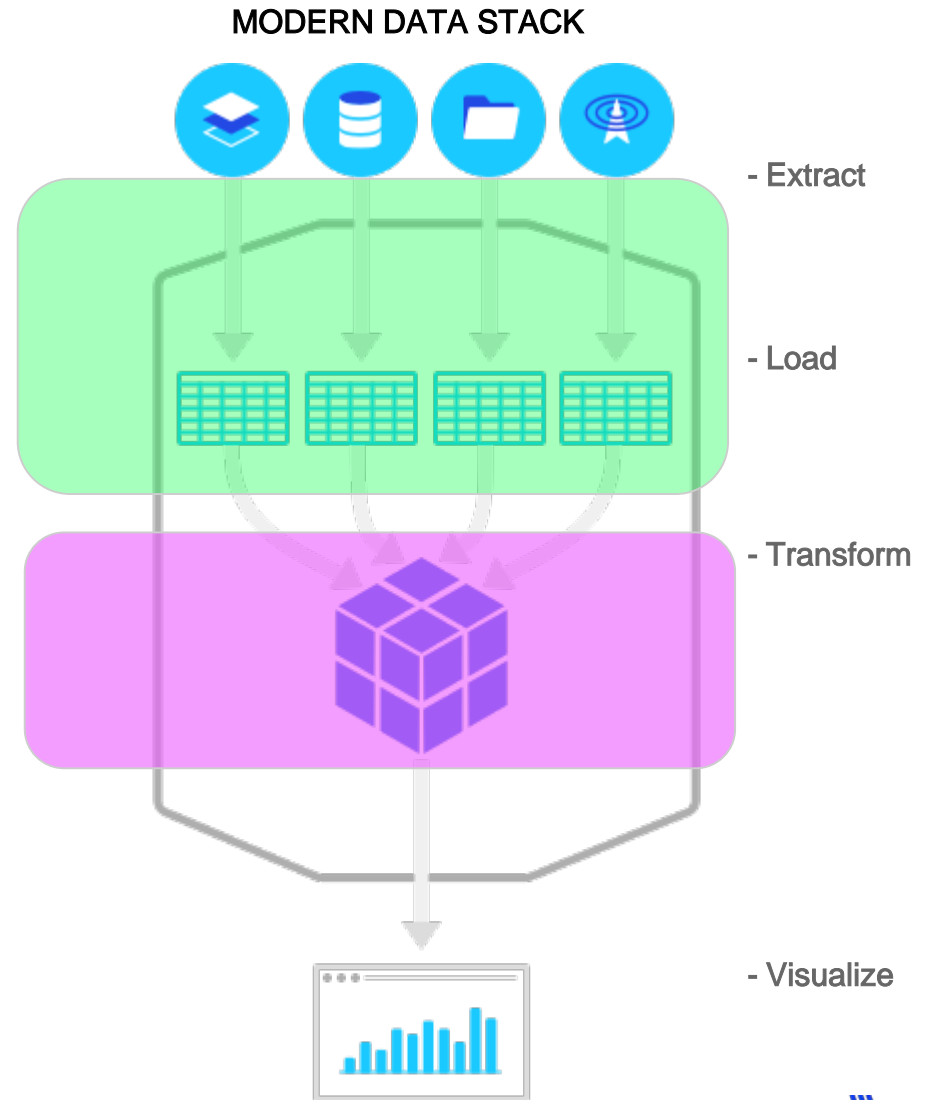 MODERN DATA STACK
- Extract
- Load
- Transform
- Visualize